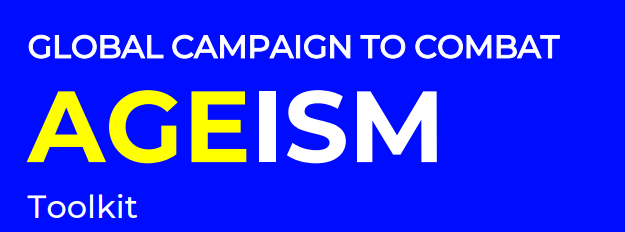 GLOBAL CAMPAIGN TO COMBAT
AGEISM
Toolkit